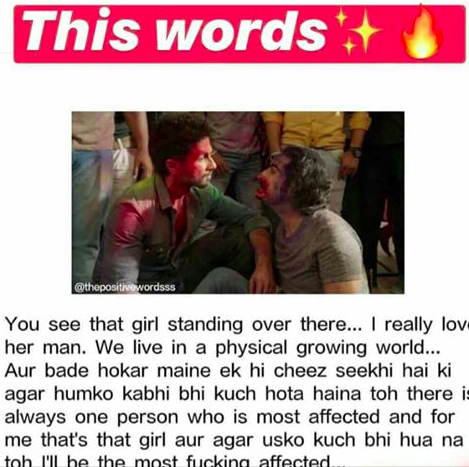 This words✨ 🔥
@thepositivewordsss
You see that girl standing over there... I really love
her man. We live in a physical growing world...
Aur bade hokar maine ek hi cheez seekhi hai ki
agar humko kabhi bhi kuch hota haina toh there is
always one person who is most affected and for
me that's that girl aur agar usko kuch bhi hua na
toh I'll be the most fucking affected...